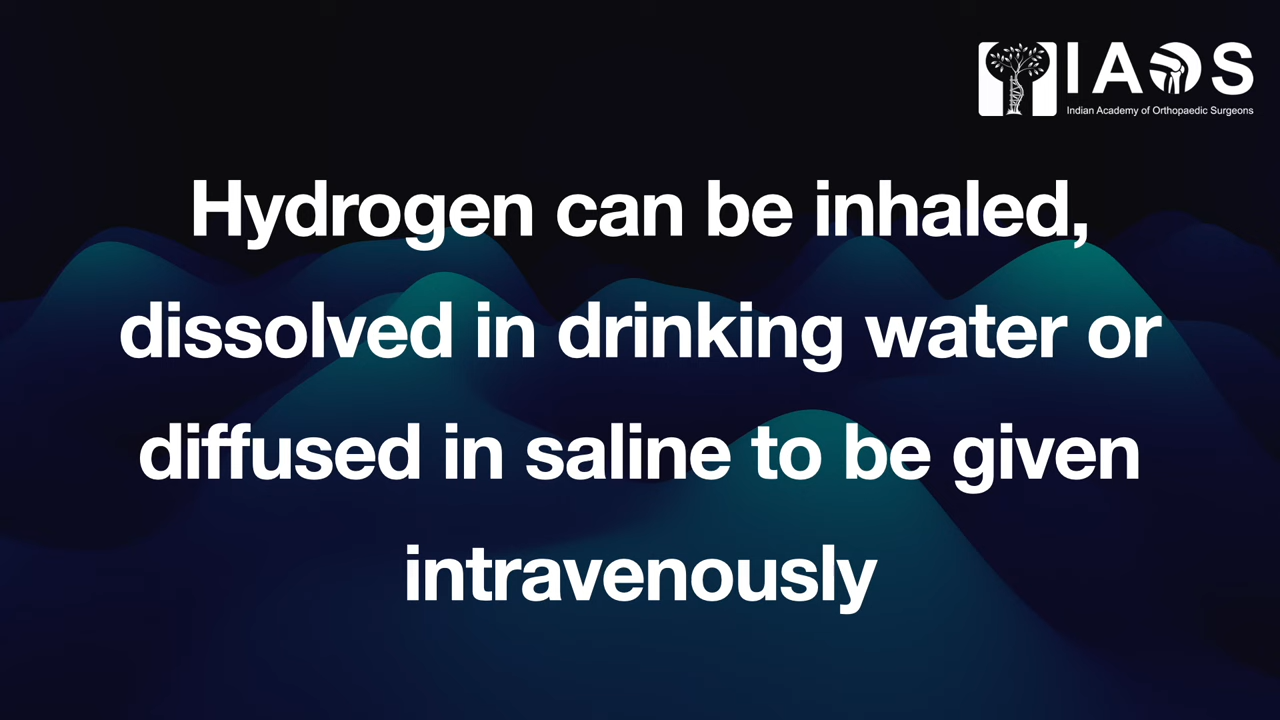 IAOS
Indian Academy of Orthopaedic Surgeons
Hydrogen can be inhaled,
dissolved in drinking water or
diffused in saline to be given
intravenously